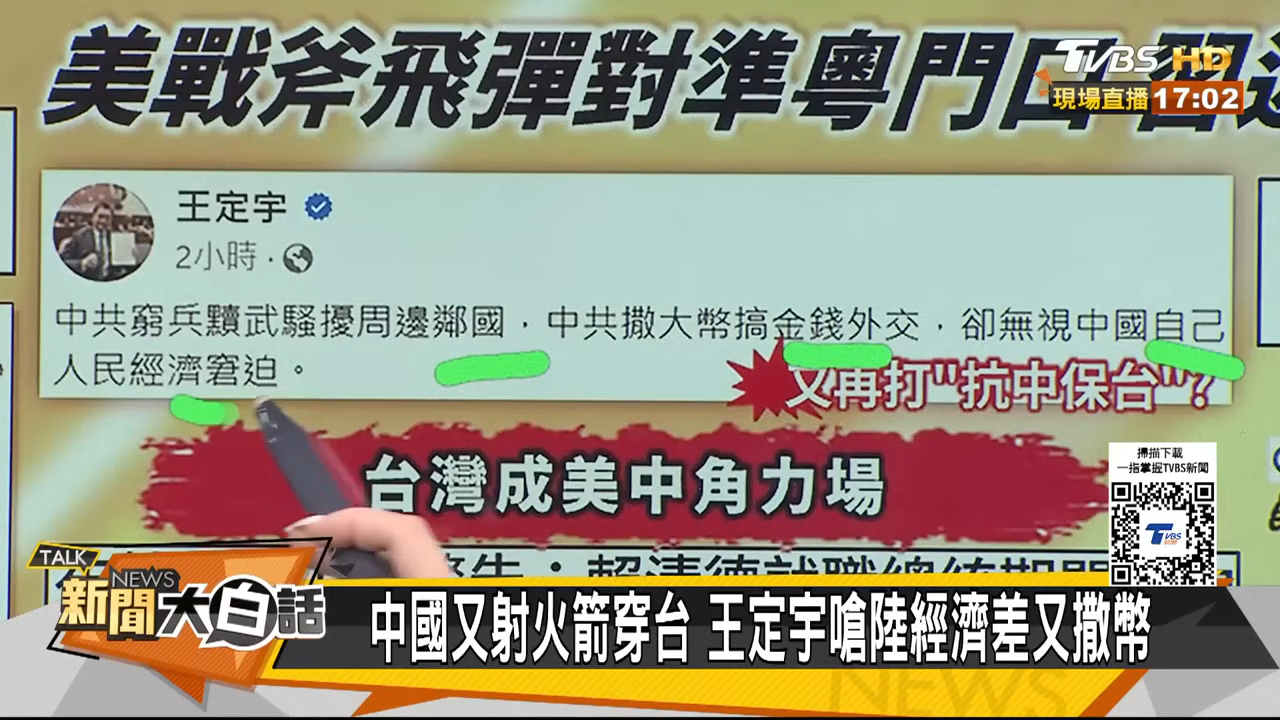 美戰斧飛彈對準粵門口
TVBS HD
現場直播 17:02
王定宇
2小時
中共窮兵黷武騷擾周邊鄰國，中共撒大幣搞金錢外交，卻無視中國自己
人民經濟窘迫。
又再打"抗中保台"?
台灣成美中角力場
掃描下載
一指掌握TVBS新聞
TVBS
TALK
NEWS
新聞大白話
中國又射火箭穿台 王定宇嗆陸經濟差又撒幣
NEWS